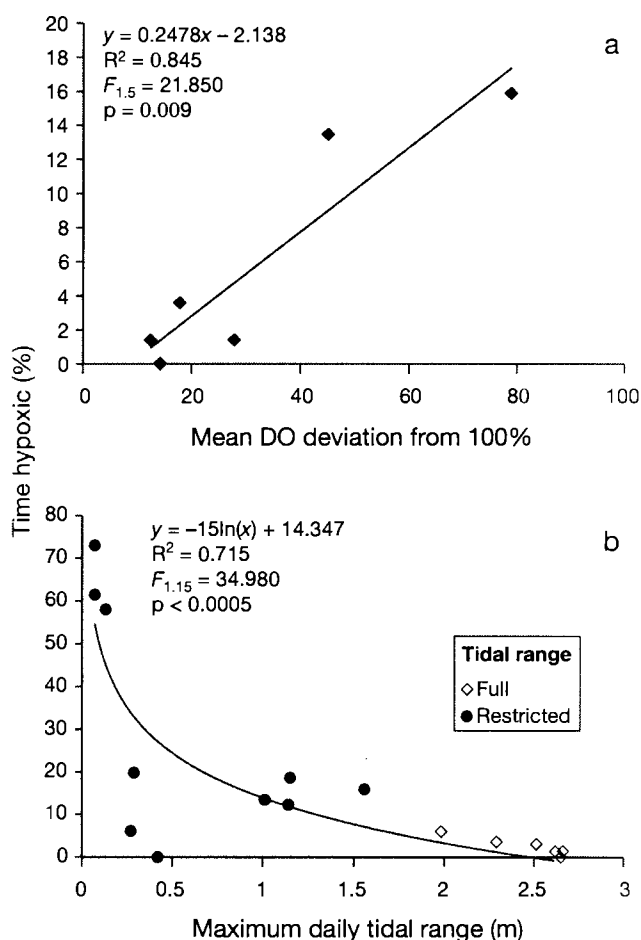 y = 0.2478x – 2.138
R² = 0.845
F1.5 = 21.850
p = 0.009
a
20
18
16
14
12
10
8
6
4
2
0
0 20 40 60 80 100
Mean DO deviation from 100%
Time hypoxic (%)
y = –15ln(x) + 14.347
R² = 0.715
F1.15 = 34.980
p < 0.0005
b
80
70
60
50
40
30
20
10
0
Tidal range
Full
Restricted
0 0.5 1 1.5 2 2.5 3
Maximum daily tidal range (m)